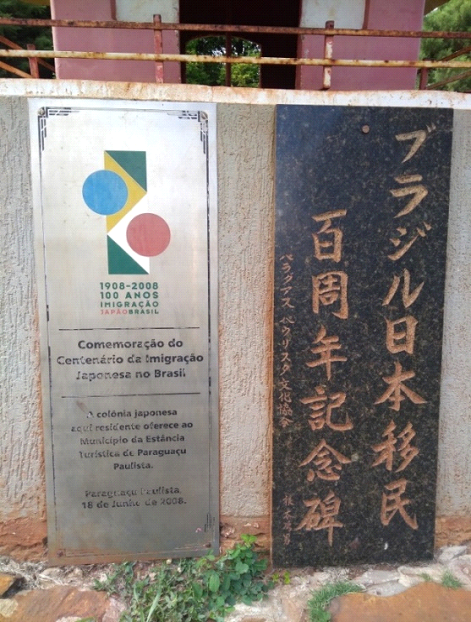 1908-2008
100 ANOS
IMIGRAÇÃO
JAPÃOBRASIL
Comemoração do
Centenário da Imigração
Japonesa no Brasil
A colônia japonesa
aqui residente oferece ao
Município da Estância
Turística de Paraguaçu
Paulista.
Paraguaçu Paulista
18 de Junho de 2008.
ブラジル日本移民
百周年記念碑
パラグアス パウリスタ文化協会